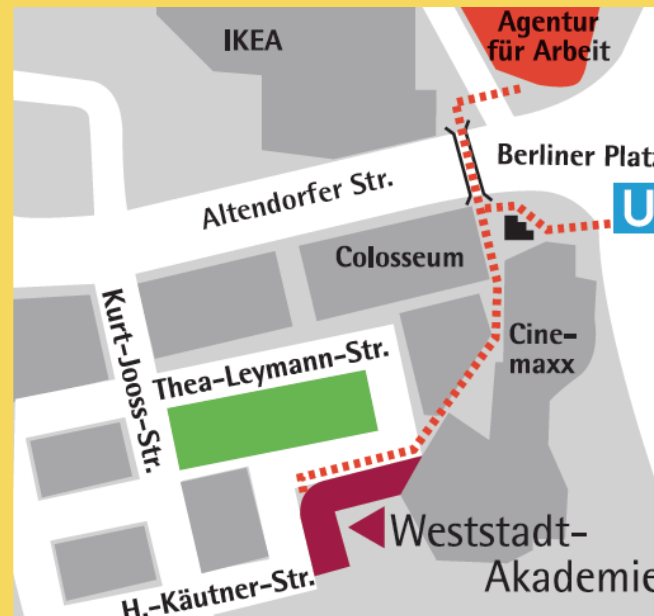 Agentur
für Arbeit
IKEA
Berliner Platz
Altendorfer Str.
U
Colosseum
Kurt-Jooss-Str.
Cine-
maxx
Thea-Leymann-Str.
Weststadt-
Akademie
H.-Käutner-Str.